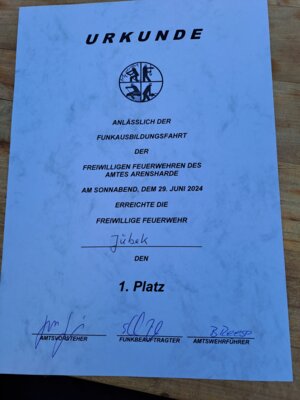 URKUNDE
ANLÄSSLICH DER
FUNKAUSBILDUNGSFAHRT
DER
FREIWILLIGEN FEUERWEHREN DES
AMTES ARENSHARDE
AM SONNABEND, DEM 29. JUNI 2024
ERREICHTE DIE
FREIWILLIGE FEUERWEHR
Jübek
DEN
1. Platz
AMTSVORSTEHER FUNKBEAUFTRAGTER AMTSWEHRFÜHRER